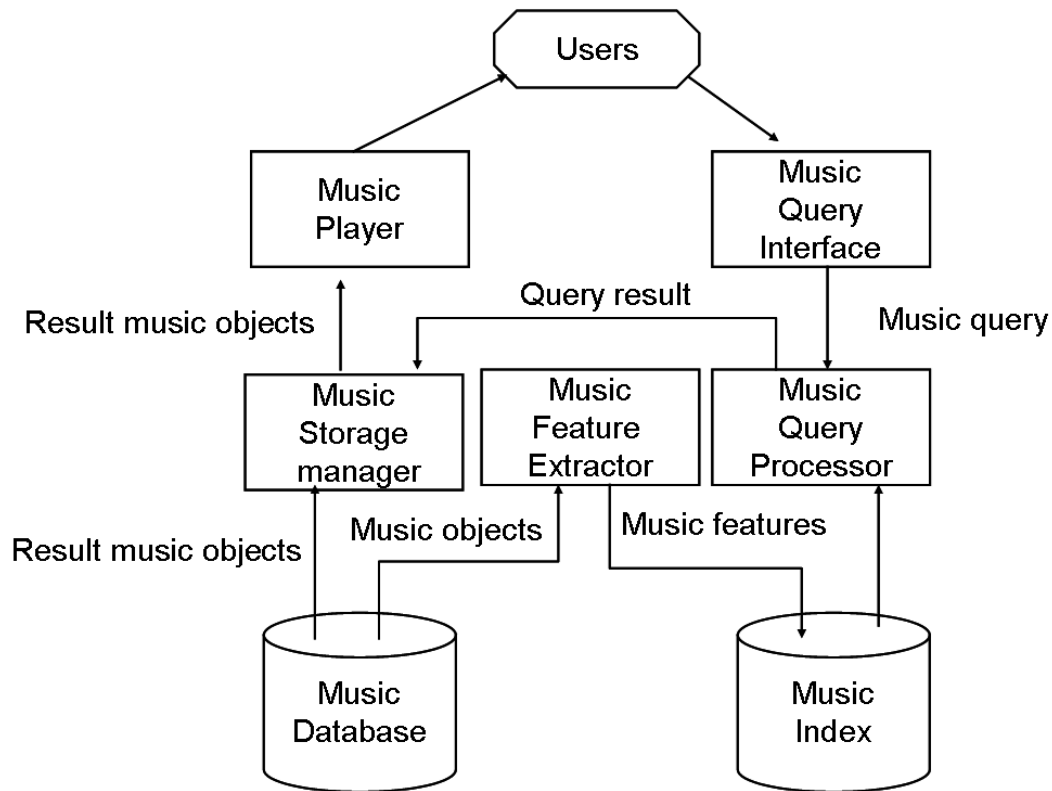 Users
Music
Player
Music
Query
Interface
Query result
Result music objects
Music query
Music
Storage
manager
Music
Feature
Extractor
Music
Query
Processor
Music objects
Music features
Result music objects
Music
Database
Music
Index